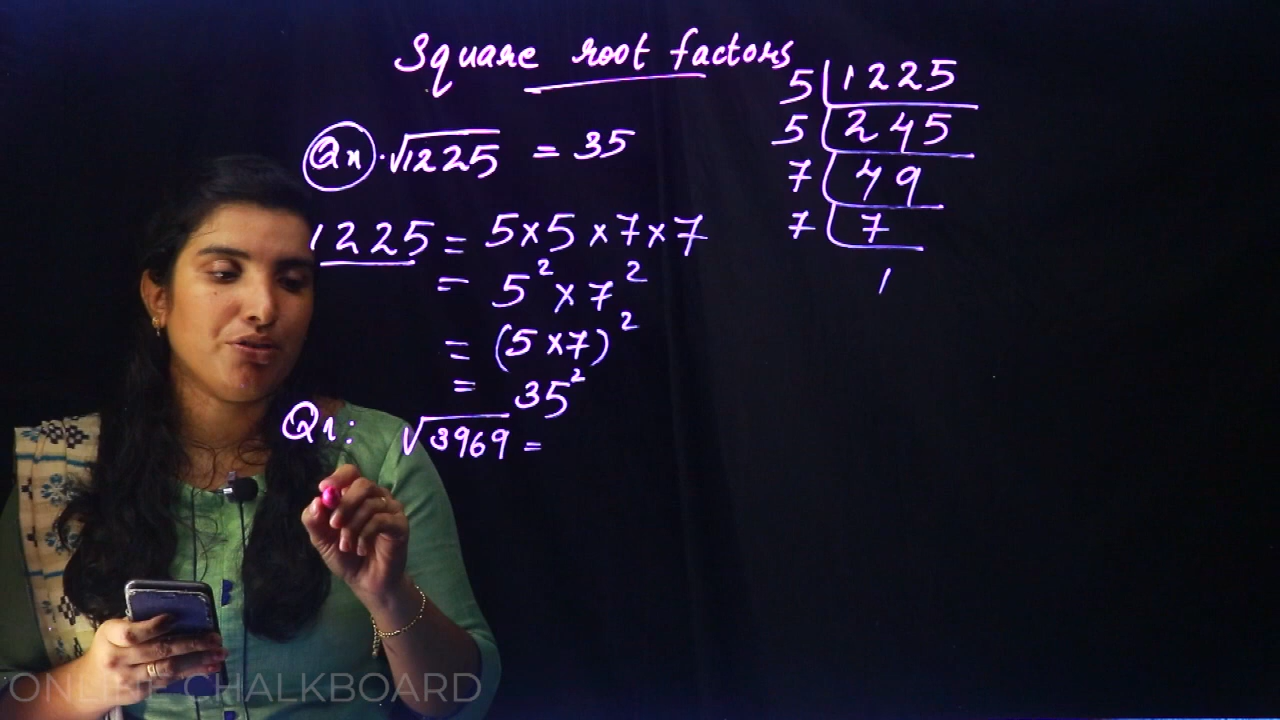 Square root factors
Qn . √1225 = 35
1225 = 5×5×7×7
= 5²×7²
= (5×7)²
= 35²
Qn: √3969 =
5 | 1225
5 | 245
7 | 49
7 | 7
1
ONLINE CHALKBOARD